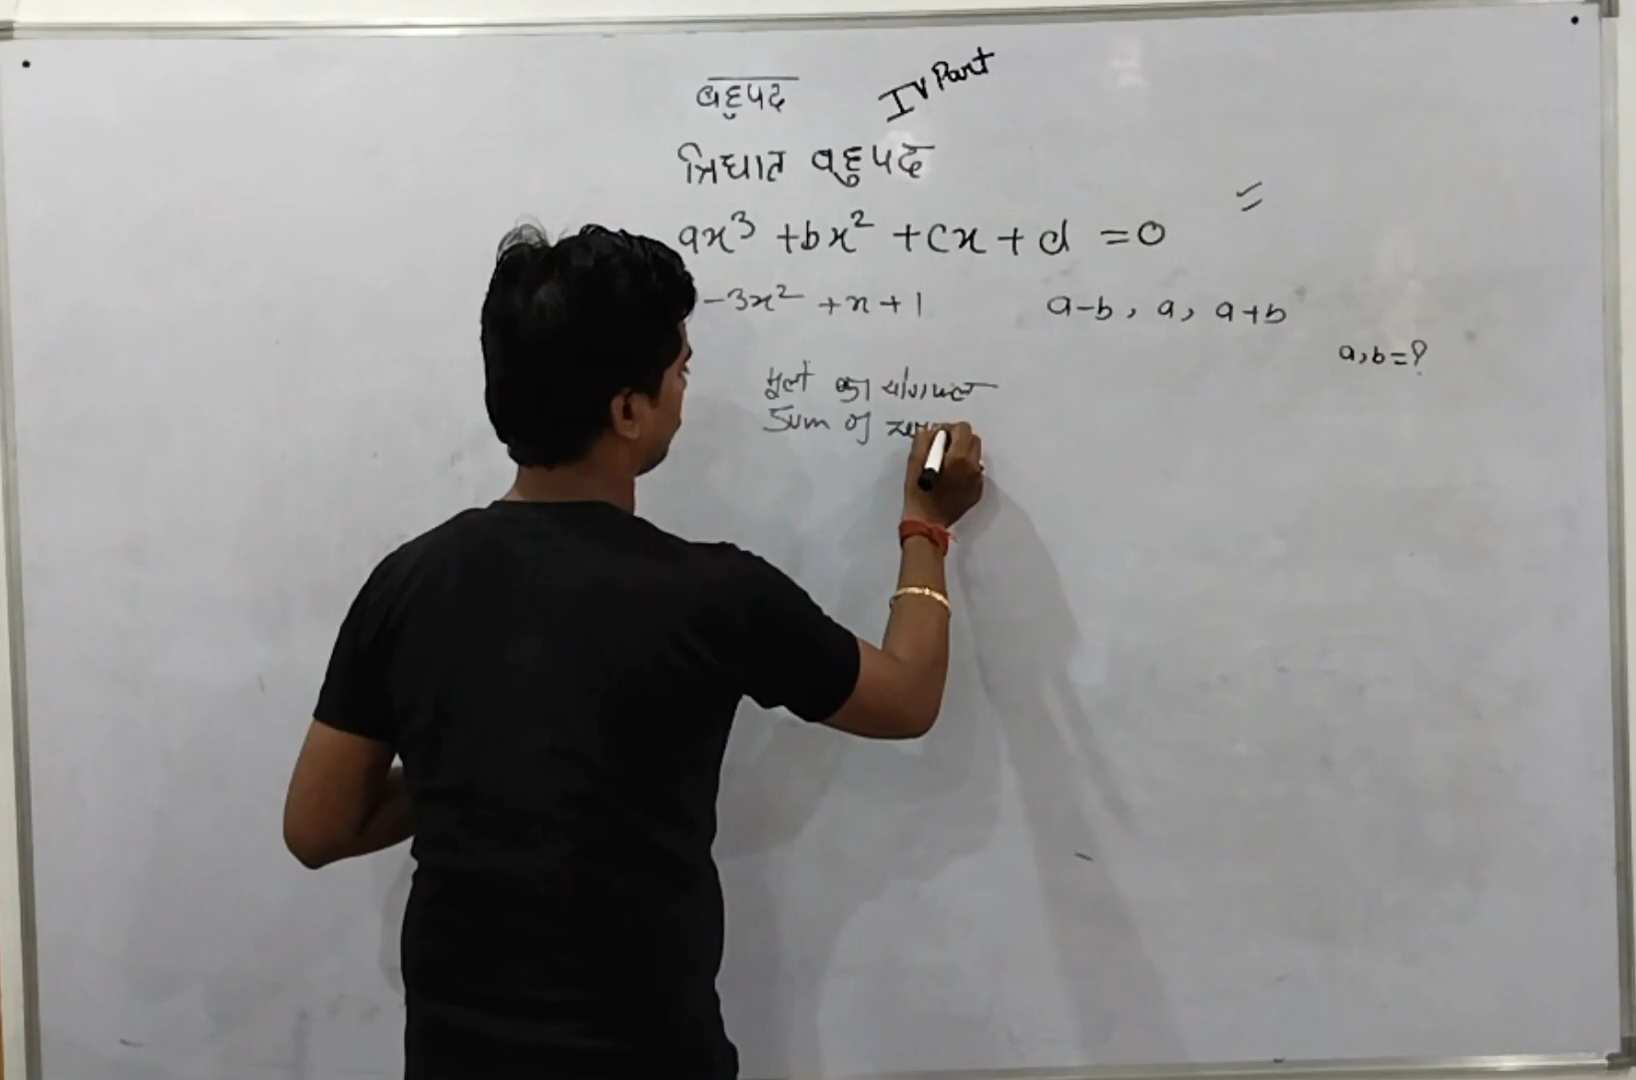 बहुपद
IV Part
त्रिघात बहुपद
ax³ +bx² +cx + d =0
-3x² +x+1 a-b, a, a+b
a,b=?
का योगफल
Sum of